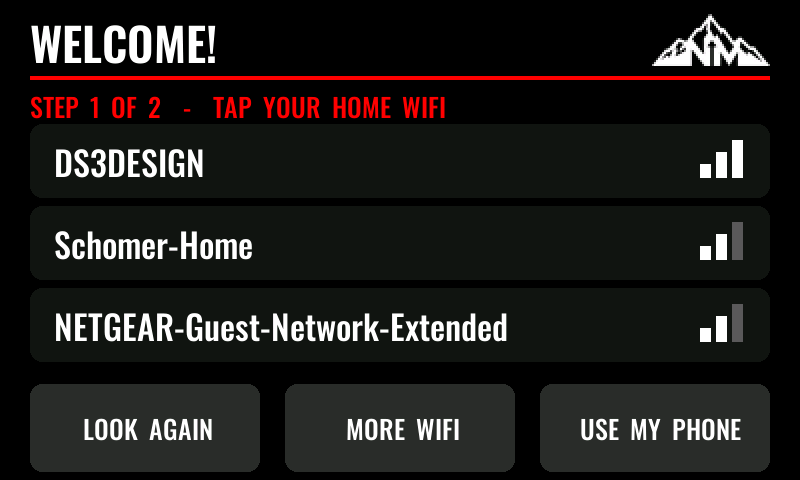 WELCOME!
NM
STEP 1 OF 2 - TAP YOUR HOME WIFI
DS3DESIGN
Schomer-Home
NETGEAR-Guest-Network-Extended
LOOK AGAIN
MORE WIFI
USE MY PHONE